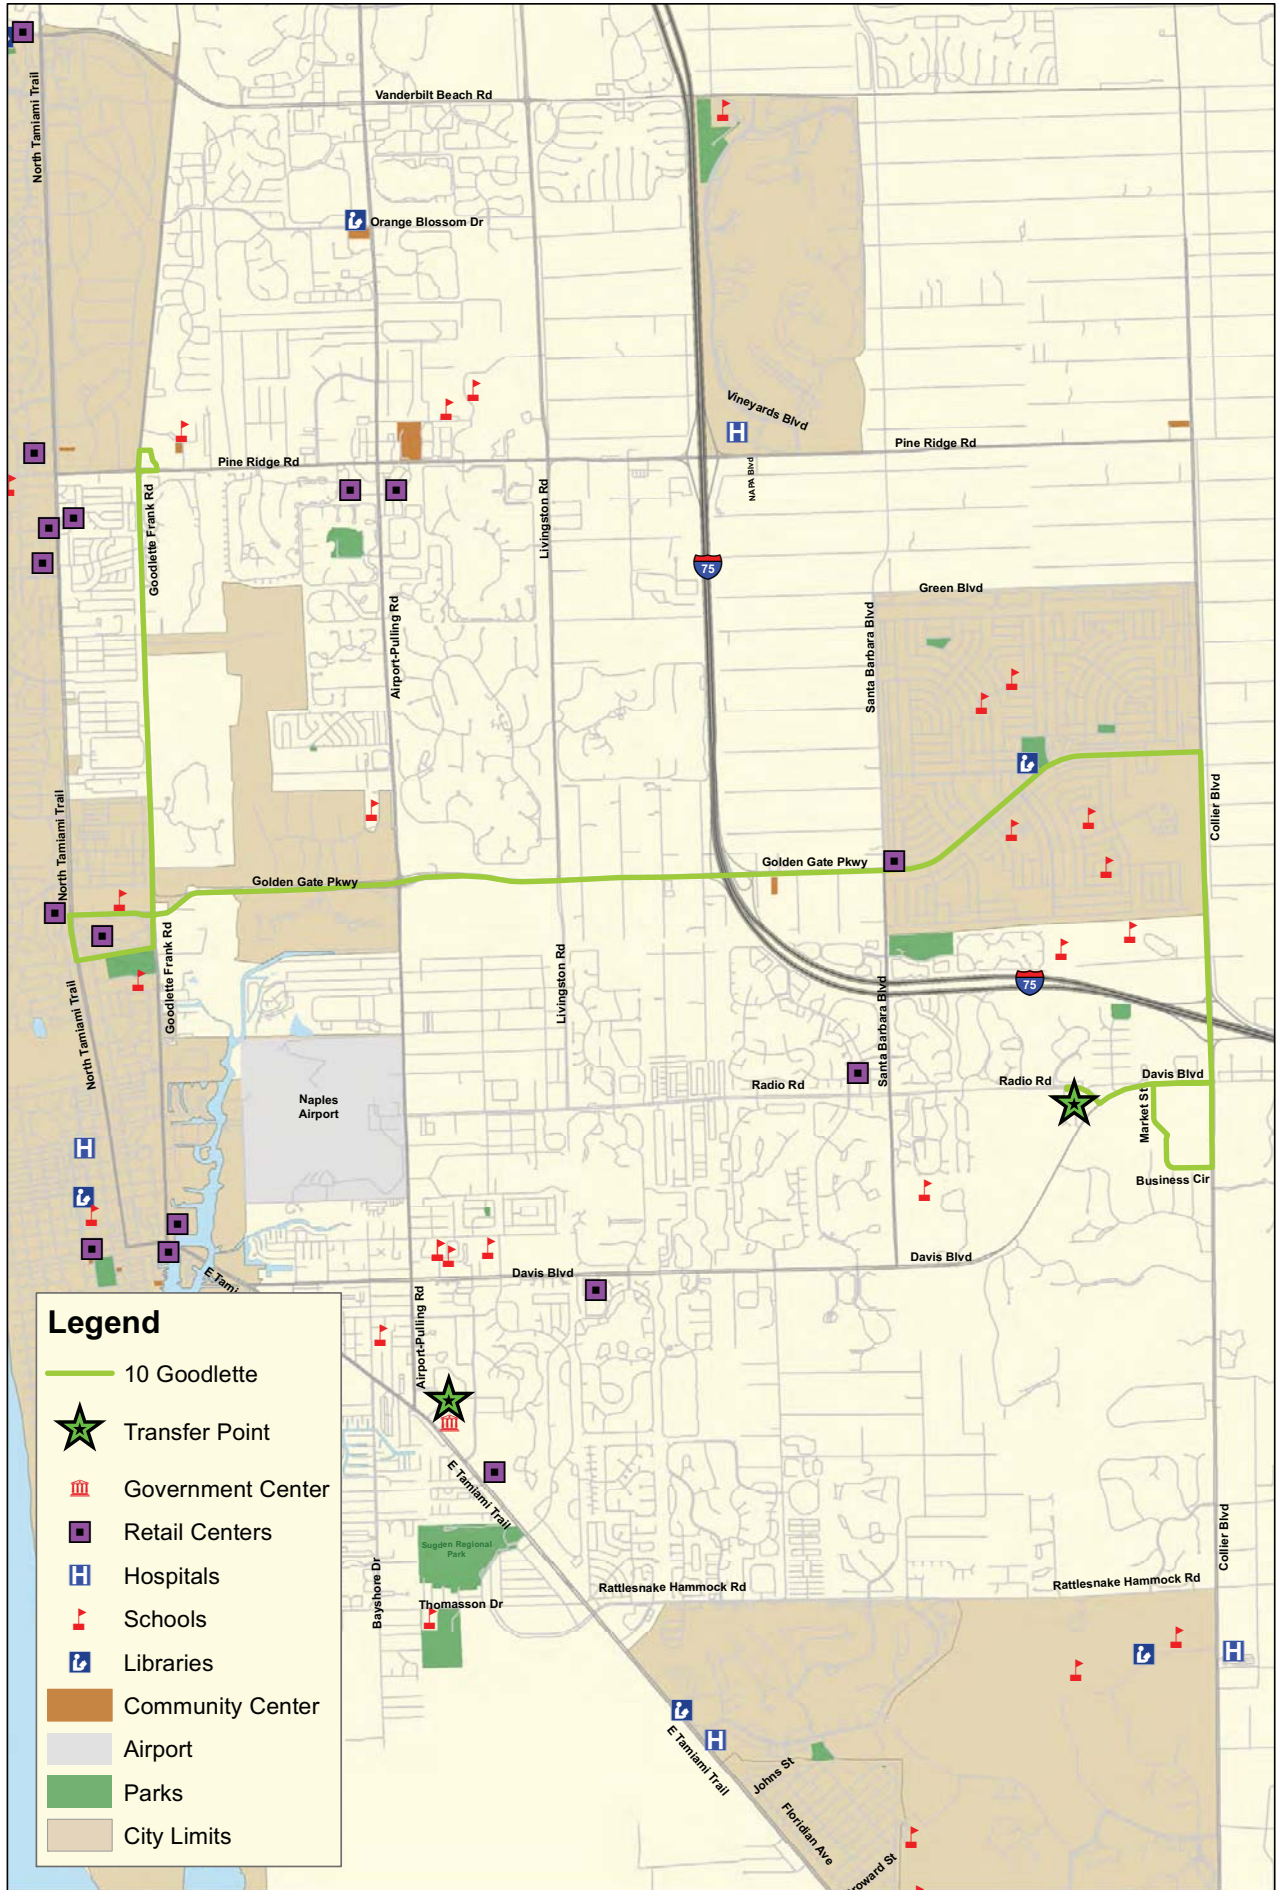 Vanderbilt Beach Rd
North Tamiami Trail
Orange Blossom Dr
Vineyards Blvd
Pine Ridge Rd
Pine Ridge Rd
NAPA Blvd
Goodlette Frank Rd
Livingston Rd
75
Green Blvd
Airport-Pulling Rd
Santa Barbara Blvd
North Tamiami Trail
Collier Blvd
Golden Gate Pkwy
Golden Gate Pkwy
Goodlette Frank Rd
Livingston Rd
North Tamiami Trail
Santa Barbara Blvd
75
Radio Rd
Radio Rd
Davis Blvd
Naples
Airport
Market St
Business Cir
Davis Blvd
Davis Blvd
E Tami
Airport-Pulling Rd
E Tamiami Trail
Sugden Regional
Park
Bayshore Dr
Thomasson Dr
Rattlesnake Hammock Rd
Rattlesnake Hammock Rd
Collier Blvd
E Tamiami Trail
Johns St
Floridian Ave
roward St
Legend
10 Goodlette
Transfer Point
Government Center
Retail Centers
H Hospitals
Schools
Libraries
Community Center
Airport
Parks
City Limits
H
H
H
H